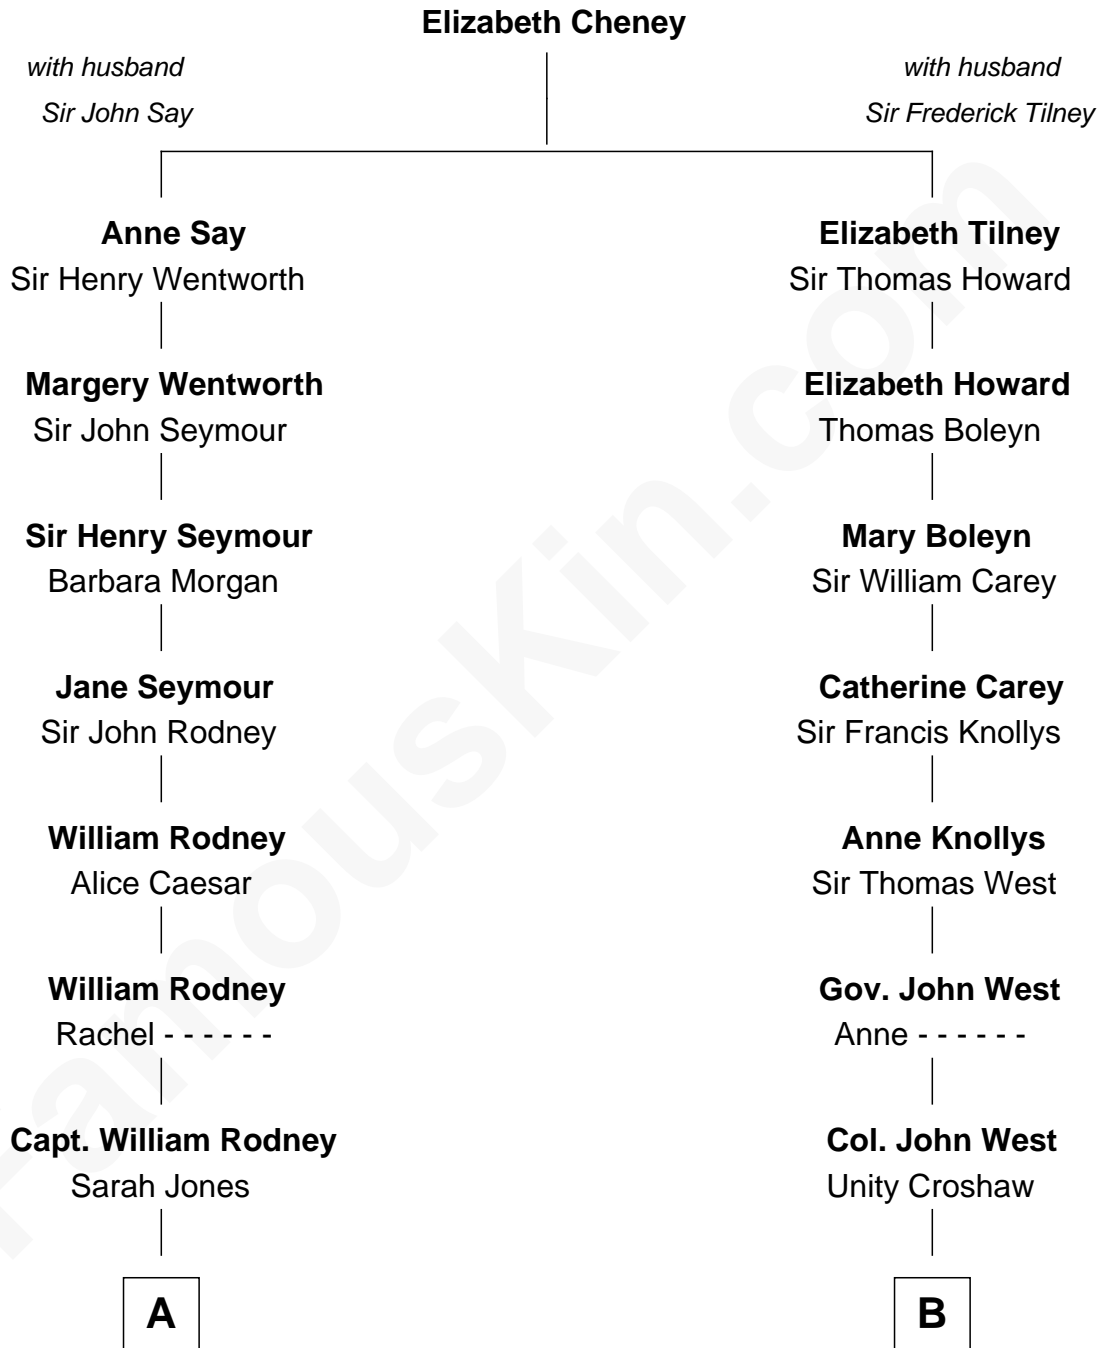 Elizabeth Cheney
with husband
Sir John Say
with husband
Sir Frederick Tilney
Anne Say
Sir Henry Wentworth
Elizabeth Tilney
Sir Thomas Howard
Margery Wentworth
Sir John Seymour
Elizabeth Howard
Thomas Boleyn
Sir Henry Seymour
Barbara Morgan
Mary Boleyn
Sir William Carey
Jane Seymour
Sir John Rodney
Catherine Carey
Sir Francis Knollys
William Rodney
Alice Caesar
Anne Knollys
Sir Thomas West
William Rodney
Rachel - - - - - -
Gov. John West
Anne - - - - - -
Capt. William Rodney
Sarah Jones
Col. John West
Unity Croshaw
A
B
FamousKin.com